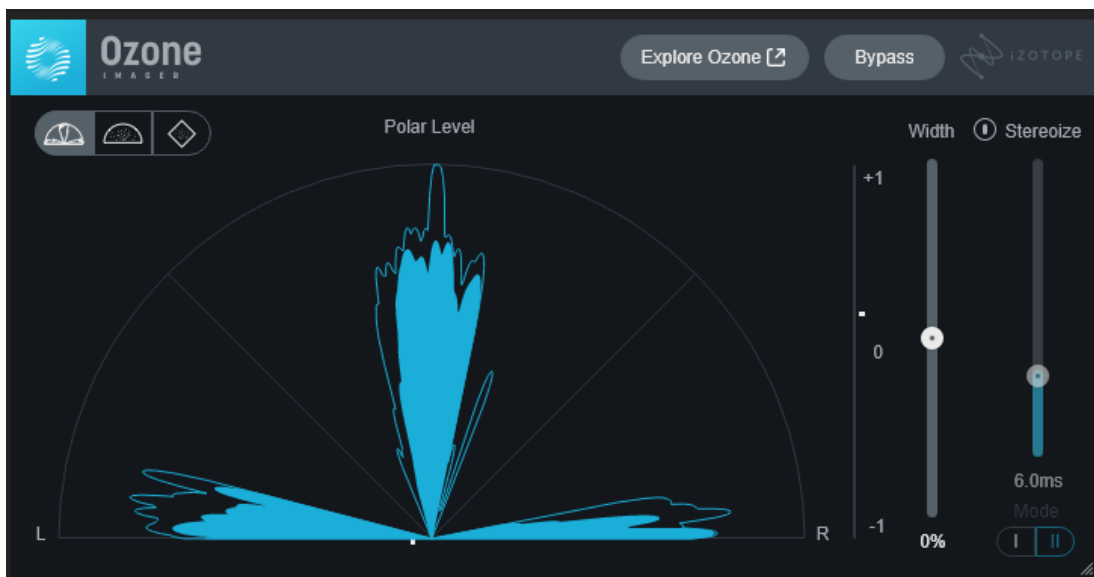 Ozone
IMAGER
Explore Ozone
Bypass
iZOTOPE
Polar Level
Width
Stereoize
+1
0
-1
L
R
0%
6.0ms
Mode
I
II